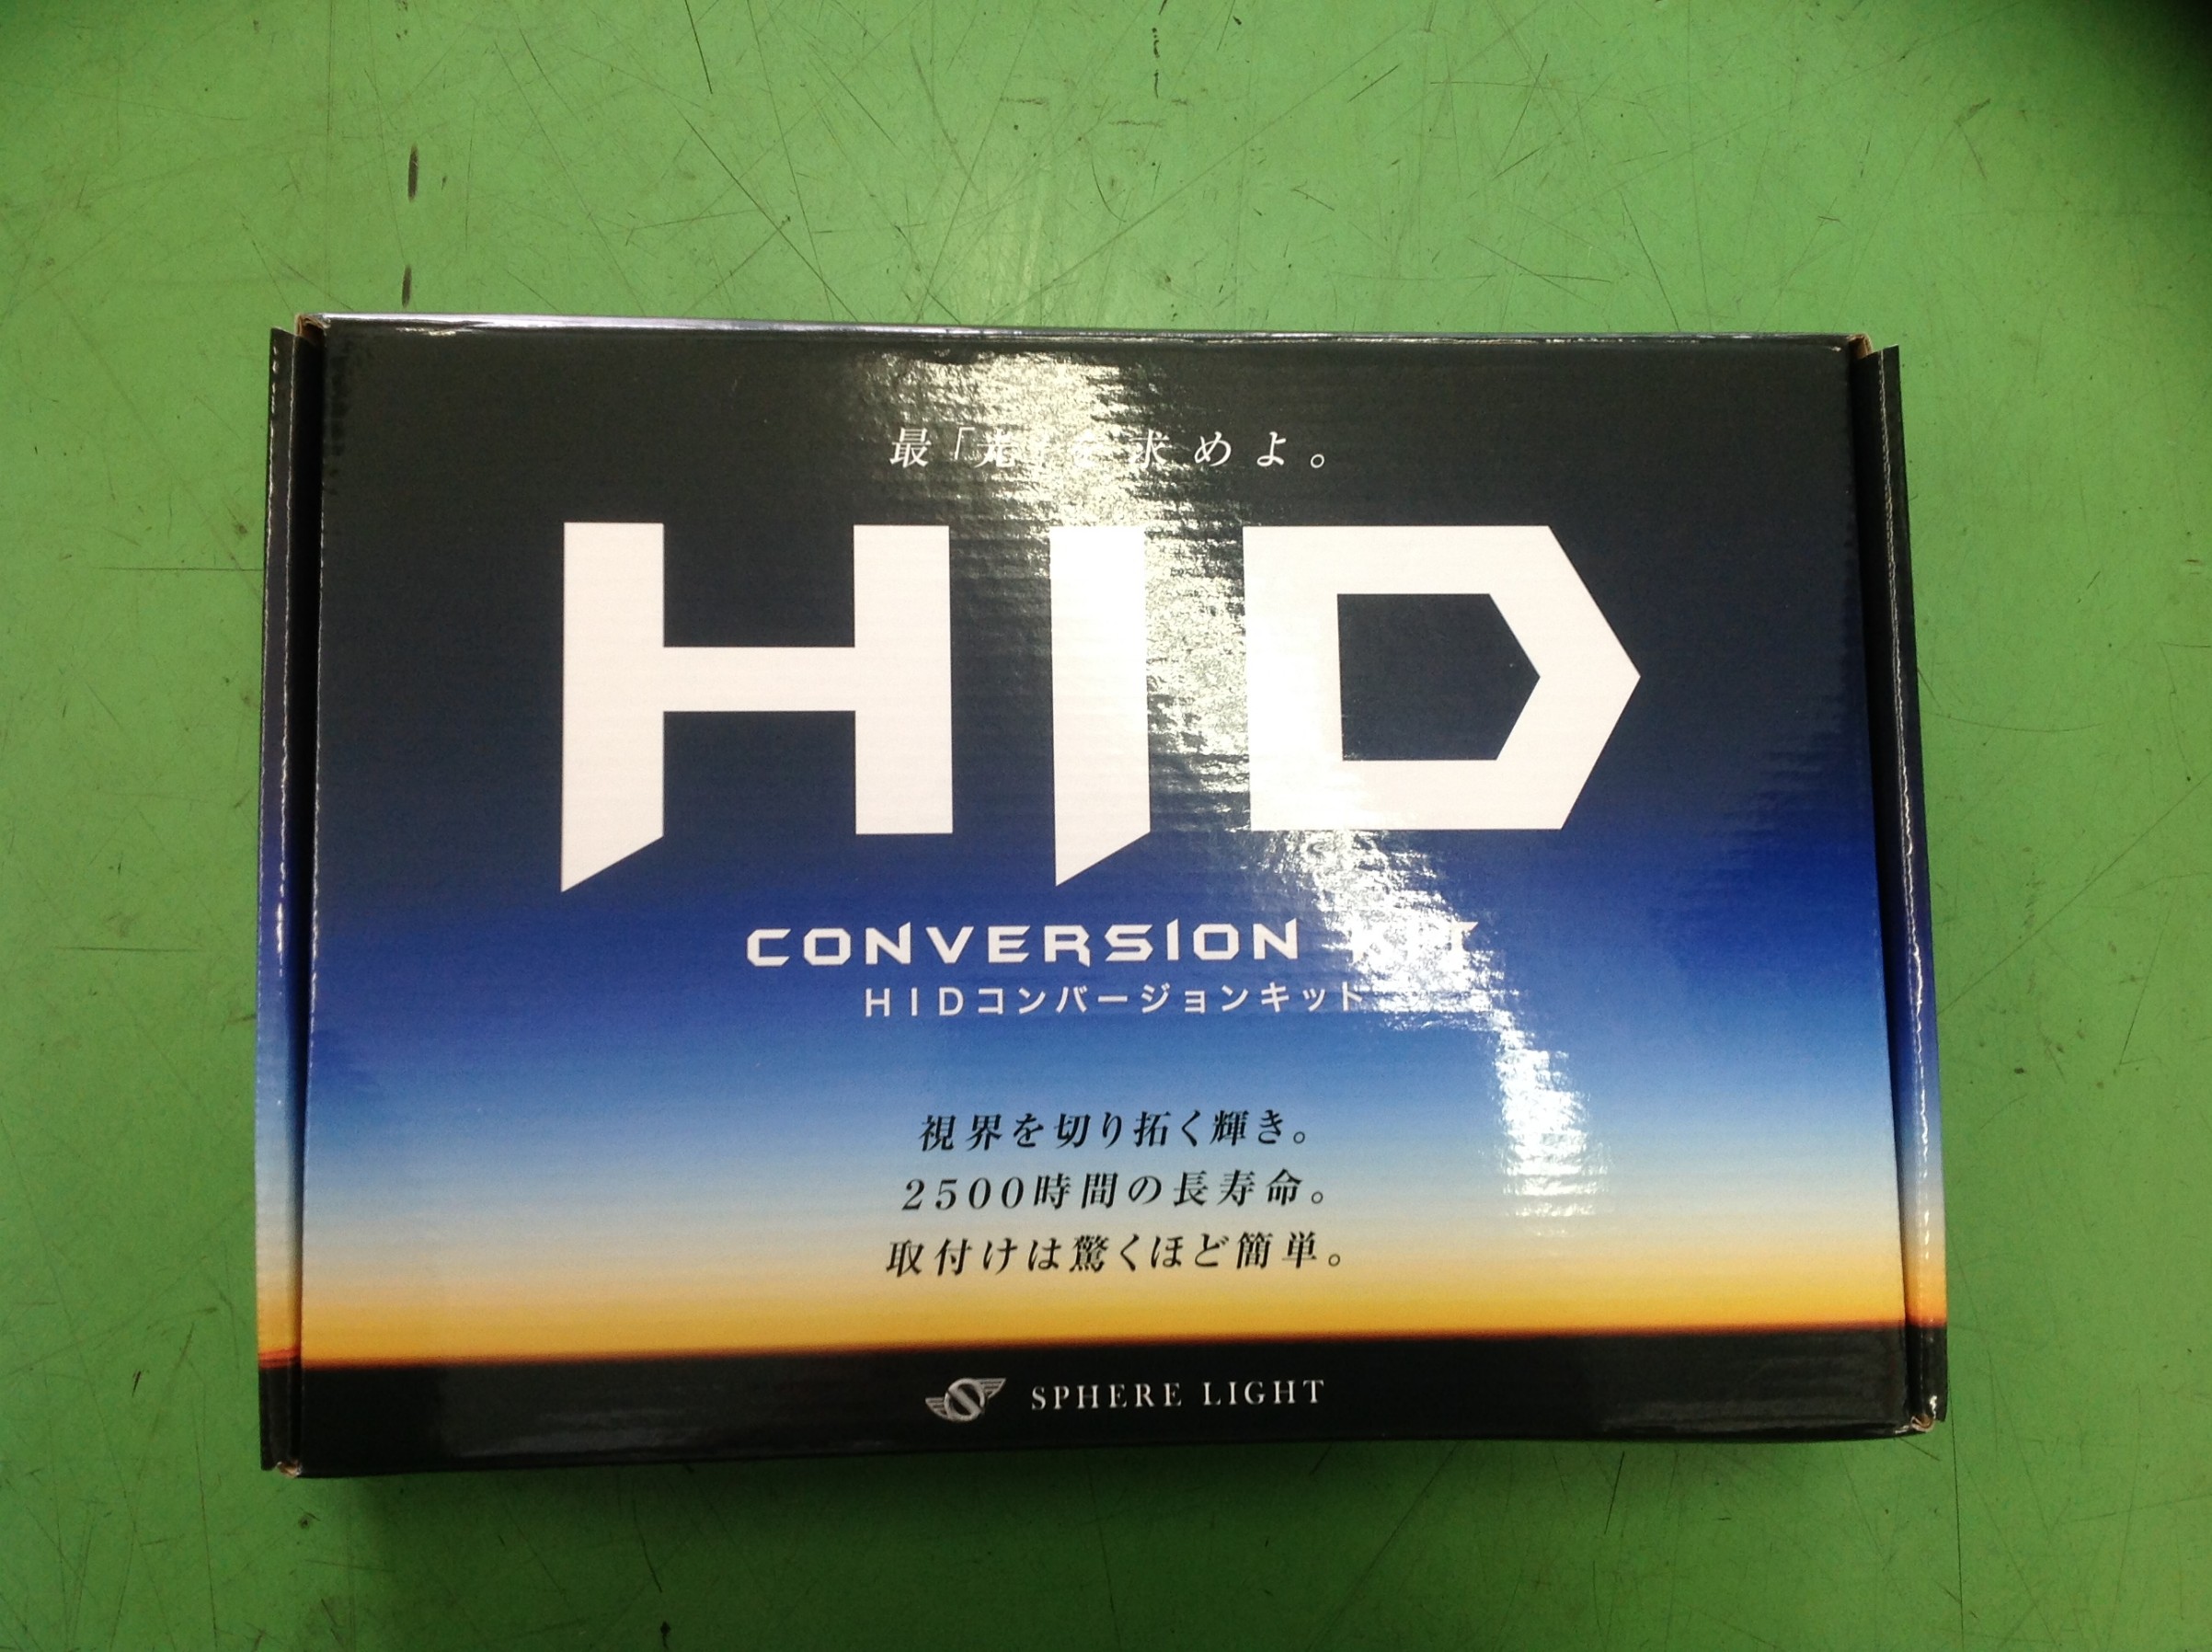 最「光」を求めよ。
HID
CONVERSION KIT
HIDコンバージョンキット
視界を切り拓く輝き。
2500時間の長寿命。
取付けは驚くほど簡単。
SPHERE LIGHT